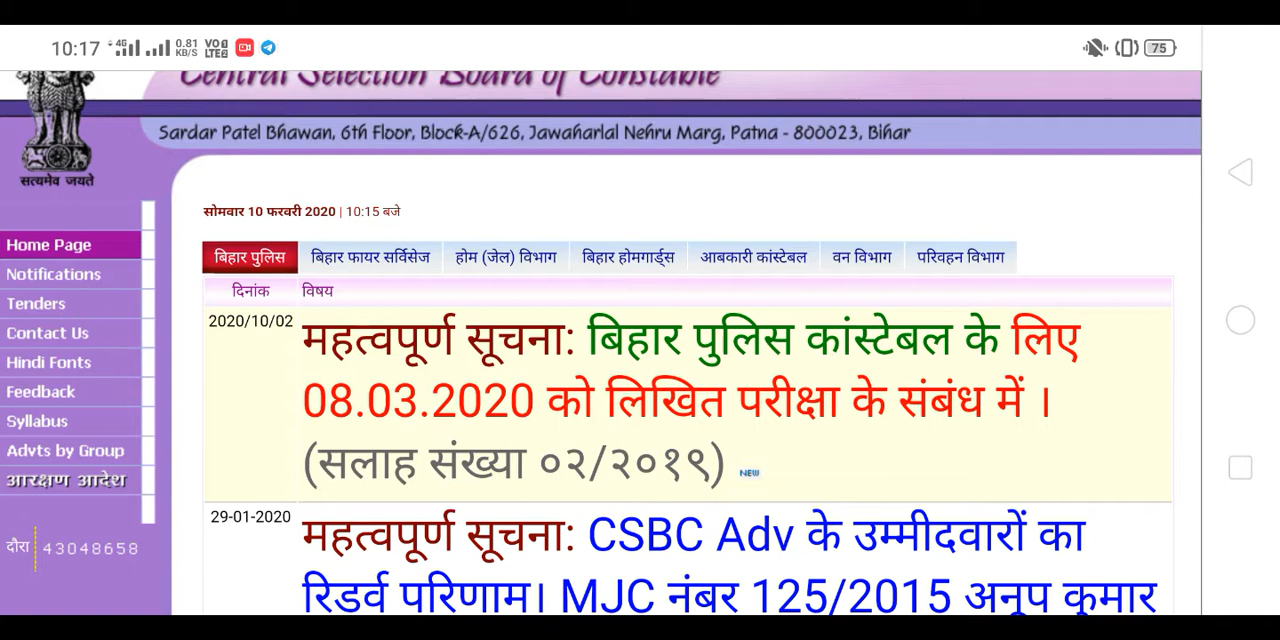 10:17 4G 0.81 KB/S VO LTE2 75
Central Selection Board of Constable
Sardar Patel Bhawan, 6th Floor, Block-A/626, Jawaharlal Nehru Marg, Patna - 800023, Bihar
सत्यमेव जयते
सोमवार 10 फरवरी 2020 | 10:15 बजे
Home Page
Notifications
Tenders
Contact Us
Hindi Fonts
Feedback
Syllabus
Advts by Group
आरक्षण आदेश
दौरा 43048658
बिहार पुलिस बिहार फायर सर्विसेज होम (जेल) विभाग बिहार होमगार्ड्स आबकारी कांस्टेबल वन विभाग परिवहन विभाग
दिनांक विषय
2020/10/02 महत्वपूर्ण सूचना: बिहार पुलिस कांस्टेबल के लिए
08.03.2020 को लिखित परीक्षा के संबंध में ।
(सलाह संख्या ०२/२०१९) NEW
29-01-2020 महत्वपूर्ण सूचना: CSBC Adv के उम्मीदवारों का
रिडर्व परिणाम। MJC नंबर 125/2015 अनूप कुमार